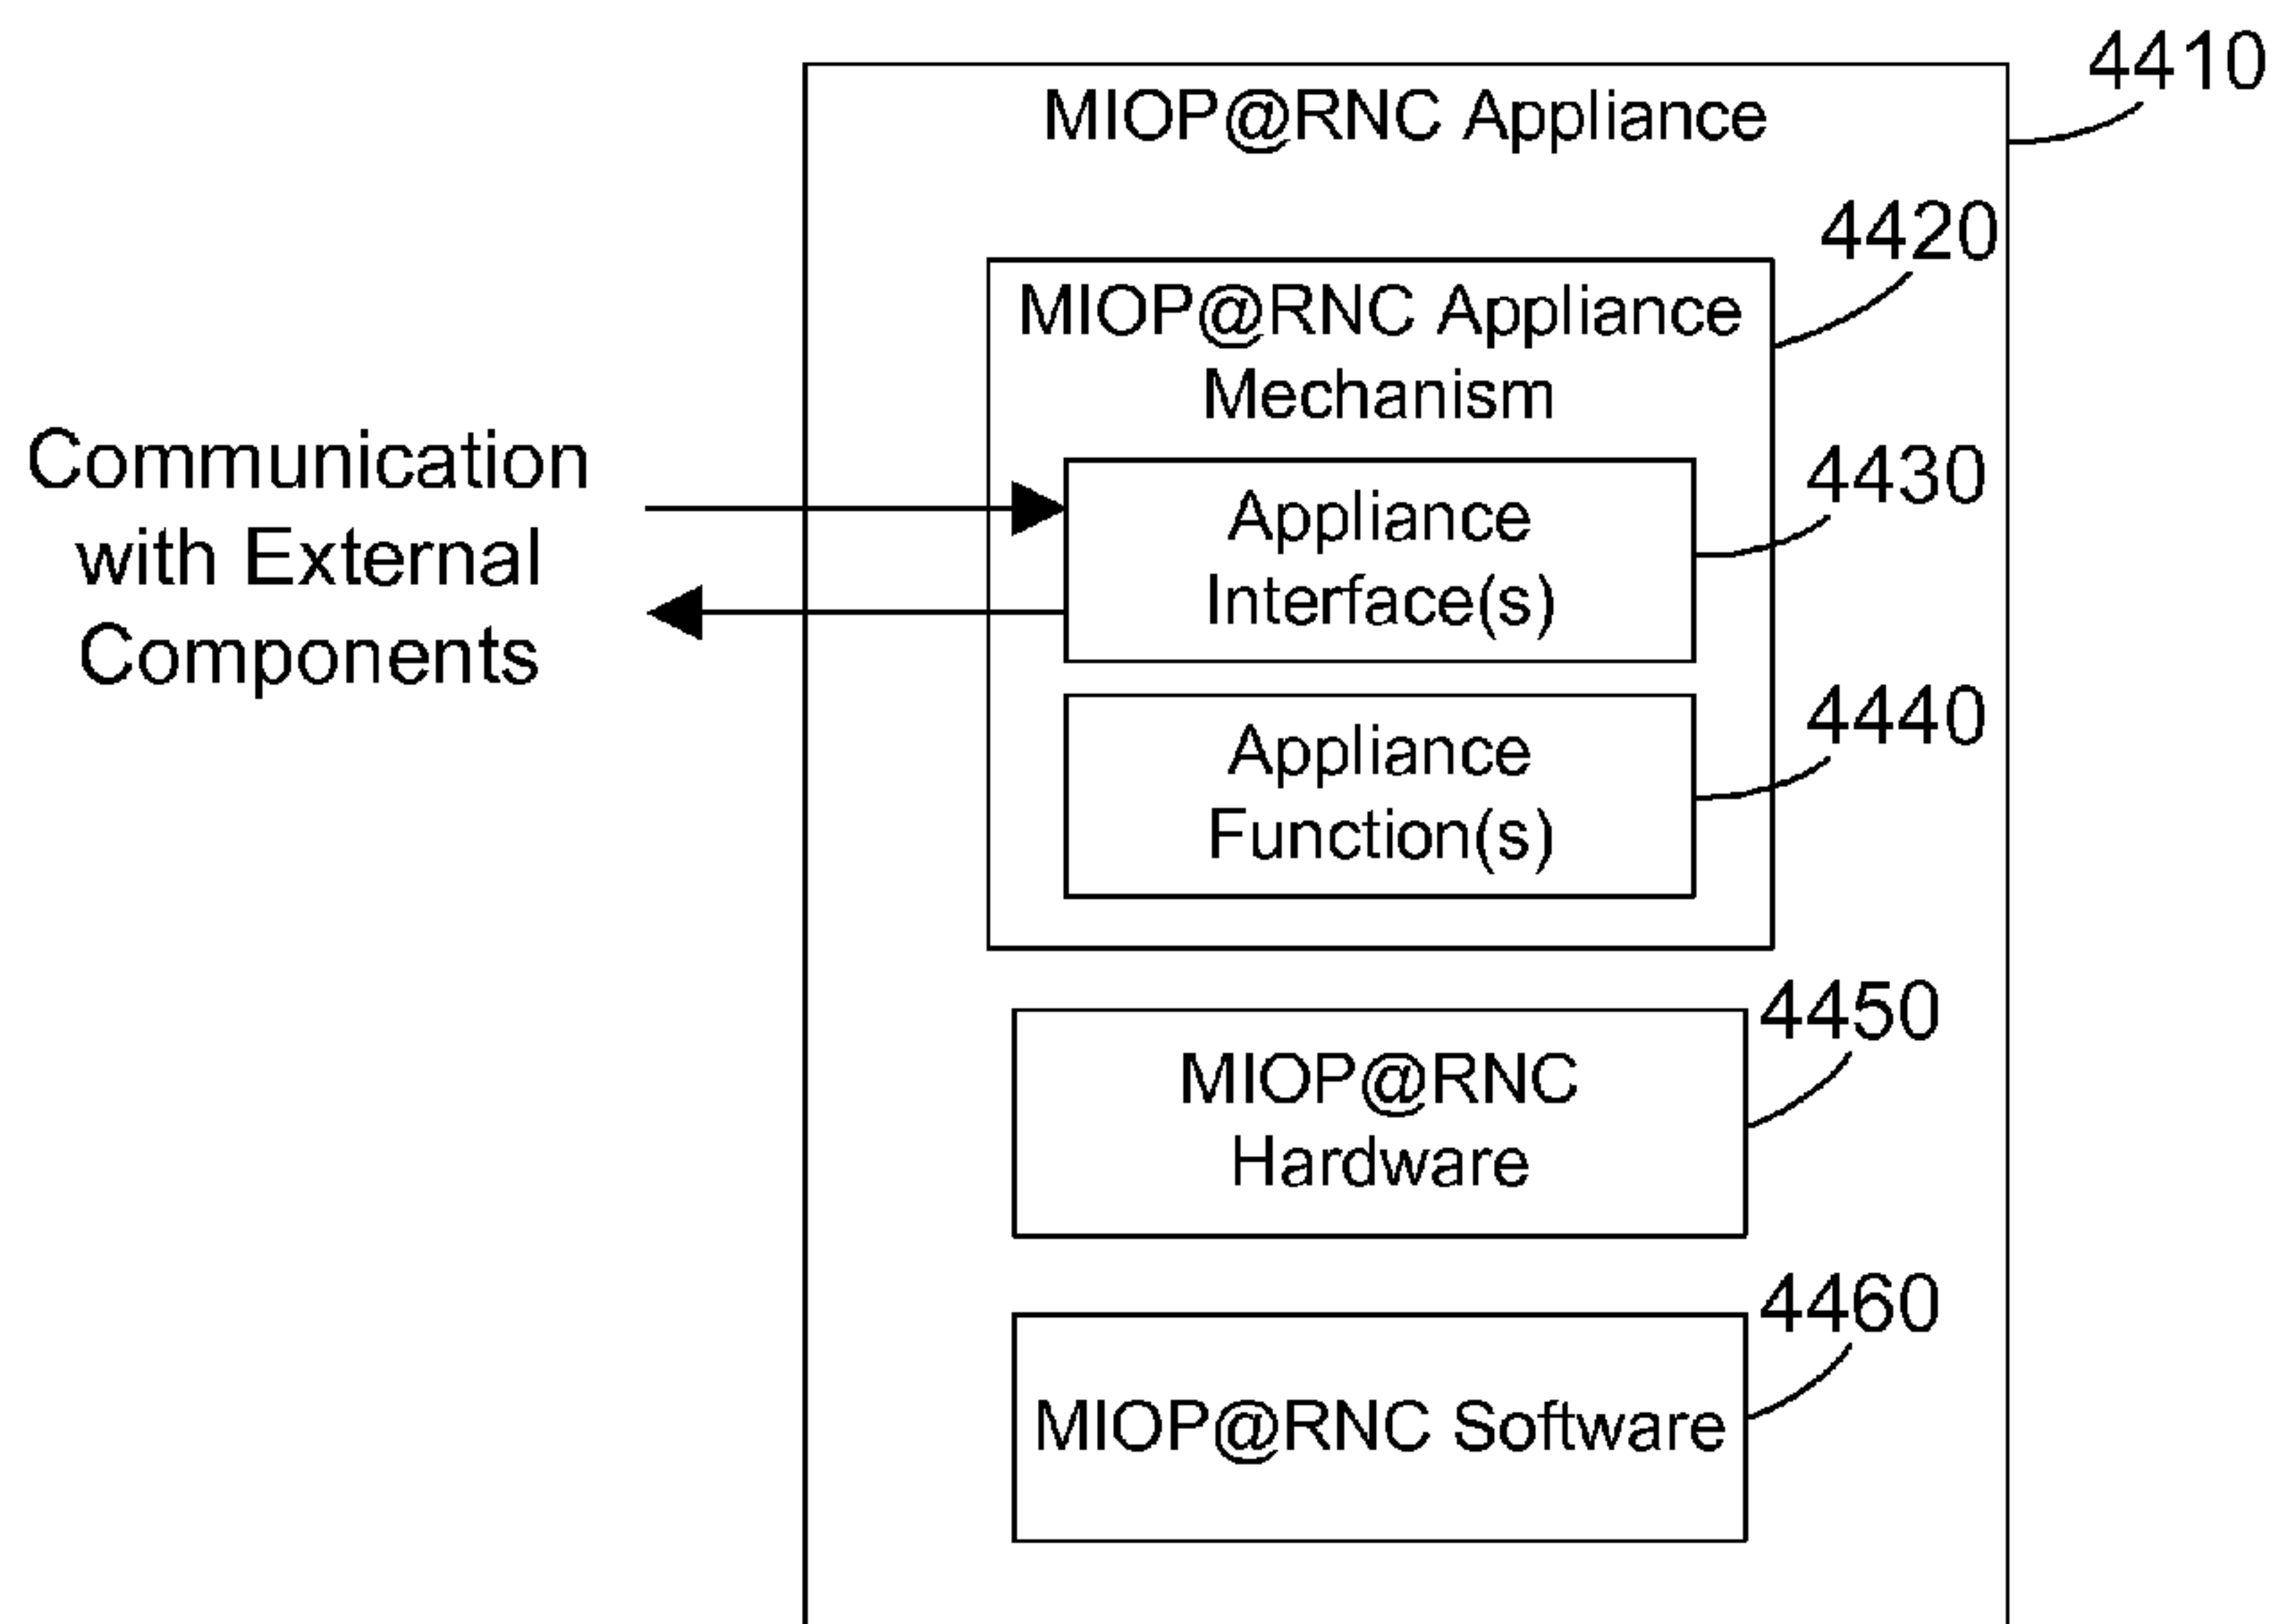 4410
MIOP@RNC Appliance
4420
MIOP@RNC Appliance
Mechanism
Communication
with External
Components
4430
Appliance
Interface(s)
4440
Appliance
Function(s)
4450
MIOP@RNC
Hardware
4460
MIOP@RNC Software